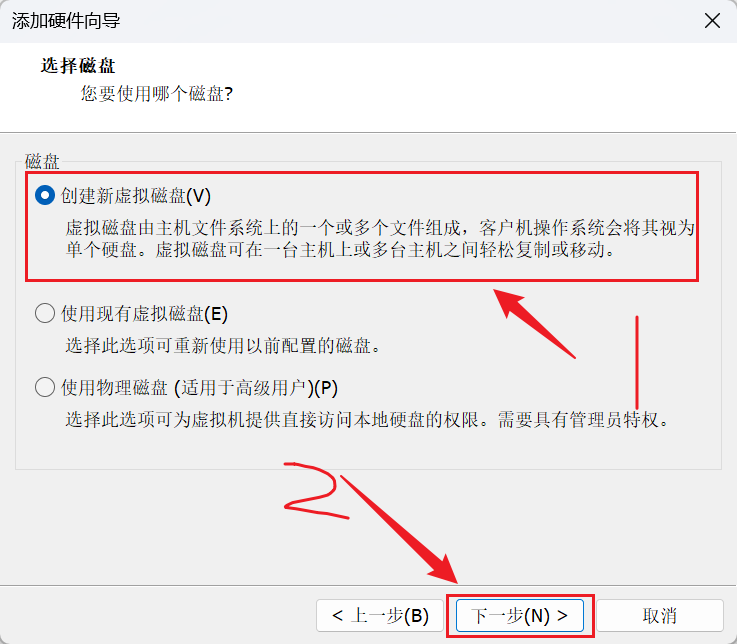 添加硬件向导
选择磁盘
您要使用哪个磁盘?
磁盘
创建新虚拟磁盘(V)
虚拟磁盘由主机文件系统上的一个或多个文件组成，客户机操作系统会将其视为
单个硬盘。虚拟磁盘可在一台主机上或多台主机之间轻松复制或移动。
使用现有虚拟磁盘(E)
选择此选项可重新使用以前配置的磁盘。
使用物理磁盘 (适用于高级用户)(P)
选择此选项可为虚拟机提供直接访问本地硬盘的权限。需要具有管理员特权。
1
2
< 上一步(B)
下一步(N) >
取消